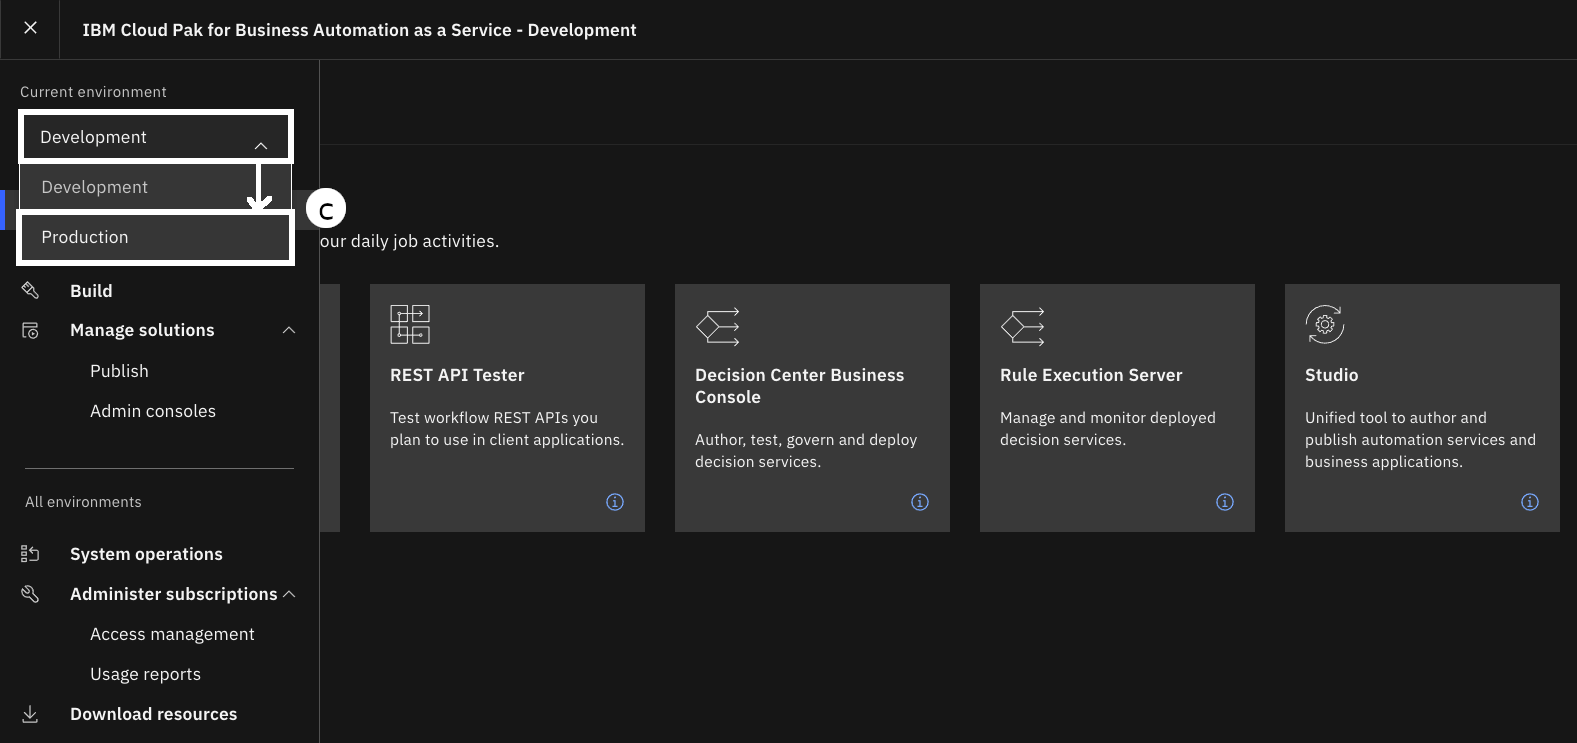 IBM Cloud Pak for Business Automation as a Service - Development
Current environment
Development
Development
Production
C
our daily job activities.
Build
Manage solutions
Publish
Admin consoles
All environments
System operations
Administer subscriptions
Access management
Usage reports
Download resources
REST API Tester
Test workflow REST APIs you
plan to use in client applications.
Decision Center Business
Console
Author, test, govern and deploy
decision services.
Rule Execution Server
Manage and monitor deployed
decision services.
Studio
Unified tool to author and
publish automation services and
business applications.